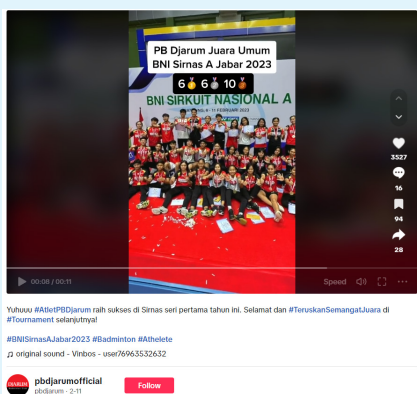 PB Djarum Juara Umum
BNI Sirnas A Jabar 2023
6🥇 6🥈 10🥉
BNI SIRKUIT NASIONAL A
3527
16
94
28
00:08 / 00:11
Speed
Yuhuuu #AtletPBDjarum raih sukses di Sirnas seri pertama tahun ini. Selamat dan #TeruskanSemangatJuara di
#Tournament selanjutnya!
#BNISirnasAJabar2023 #Badminton #Athelete
♫ original sound - Vinbos - user76963532632
DJARUM
pbdjarumofficial
pbdjarum · 2-11
Follow